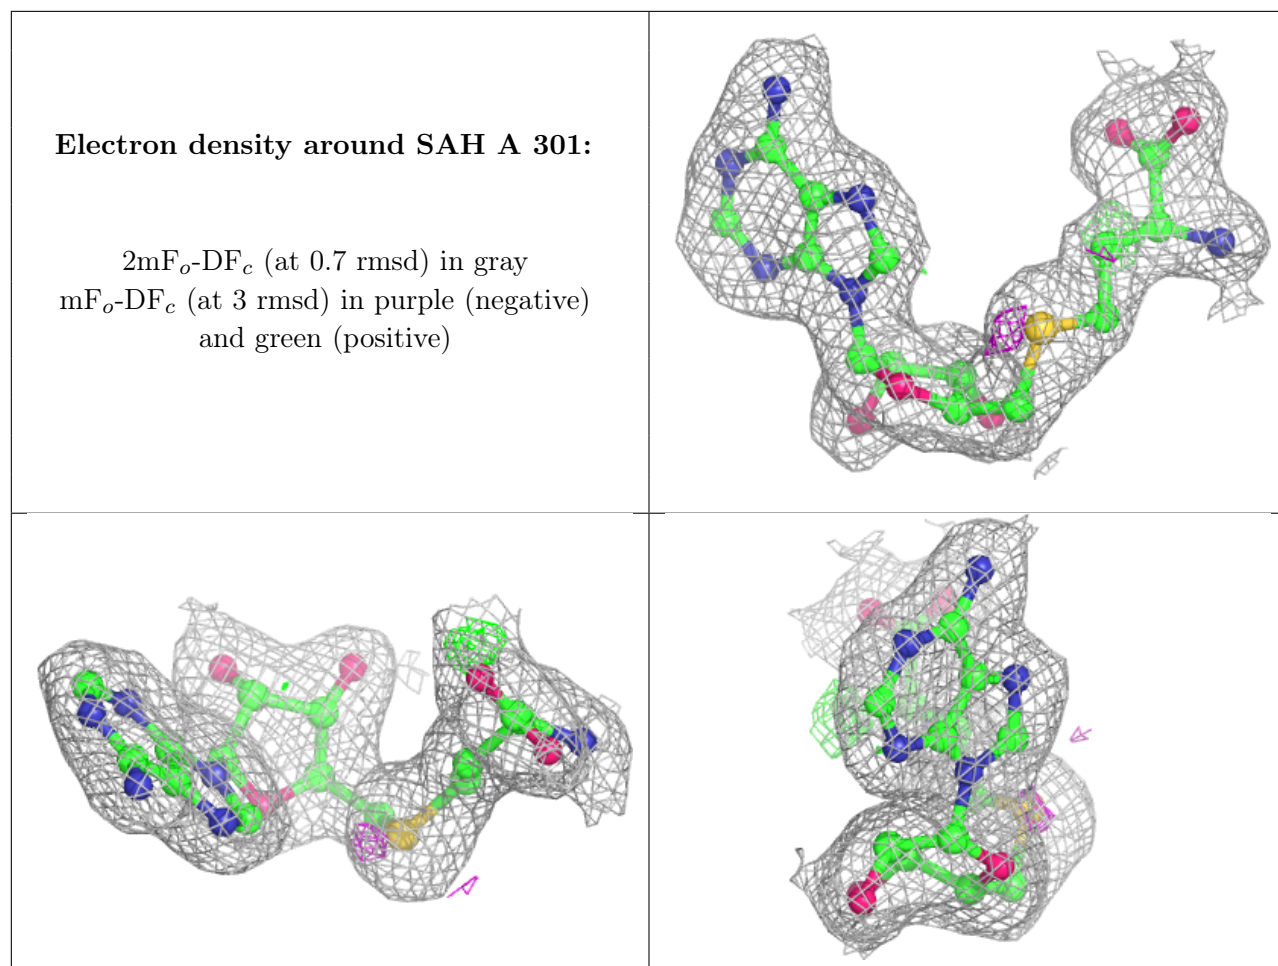 Electron density around SAH A 301:
2mFo-DFc (at 0.7 rmsd) in gray
mFo-DFc (at 3 rmsd) in purple (negative)
and green (positive)